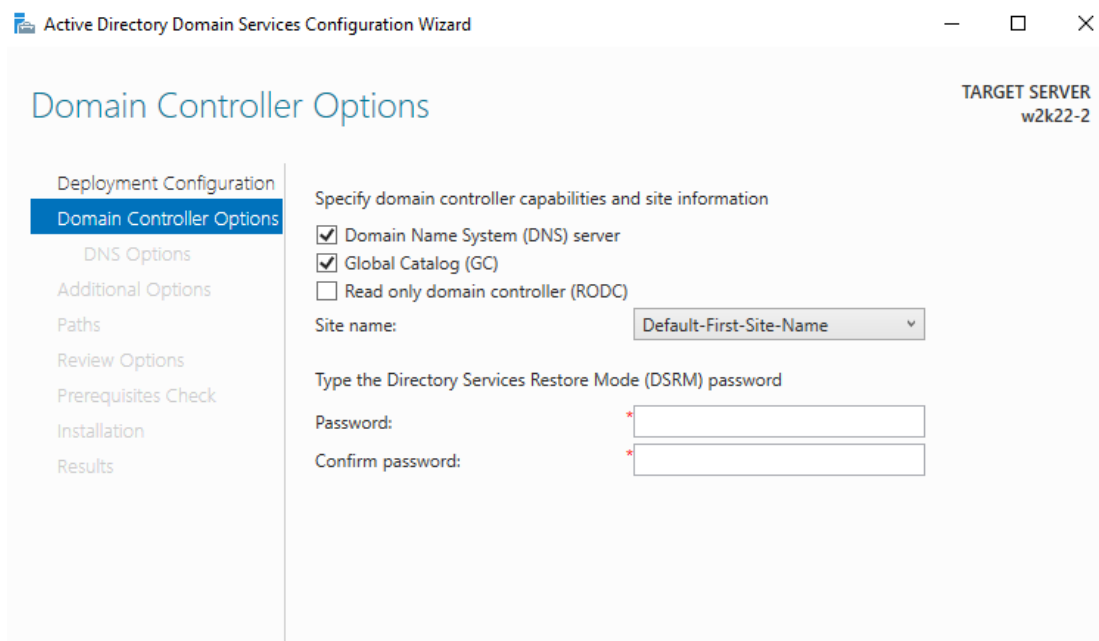 Active Directory Domain Services Configuration Wizard
Domain Controller Options
TARGET SERVER
w2k22-2
Deployment Configuration
Domain Controller Options
DNS Options
Additional Options
Paths
Review Options
Prerequisites Check
Installation
Results
Specify domain controller capabilities and site information
Domain Name System (DNS) server
Global Catalog (GC)
Read only domain controller (RODC)
Site name:
Default-First-Site-Name
Type the Directory Services Restore Mode (DSRM) password
Password:
*
Confirm password:
*